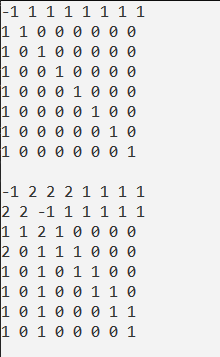 -1 1 1 1 1 1 1 1
1 1 0 0 0 0 0 0
1 0 1 0 0 0 0 0
1 0 0 1 0 0 0 0
1 0 0 0 1 0 0 0
1 0 0 0 0 1 0 0
1 0 0 0 0 0 1 0
1 0 0 0 0 0 0 1

-1 2 2 2 1 1 1 1
2 2 -1 1 1 1 1 1
1 1 2 1 0 0 0 0
2 0 1 1 1 0 0 0
1 0 1 0 1 1 0 0
1 0 1 0 0 1 1 0
1 0 1 0 0 0 1 1
1 0 1 0 0 0 0 1